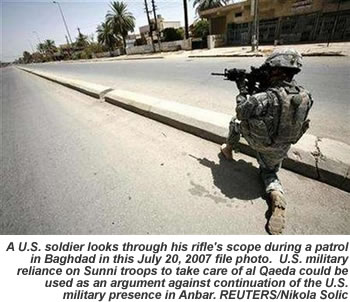 A U.S. soldier looks through his rifle's scope during a patrol
in Baghdad in this July 20, 2007 file photo.  U.S. military
reliance on Sunni troops to take care of al Qaeda could be
used as an argument against continuation of the U.S.
military presence in Anbar. REUTERS/Nikola Solic